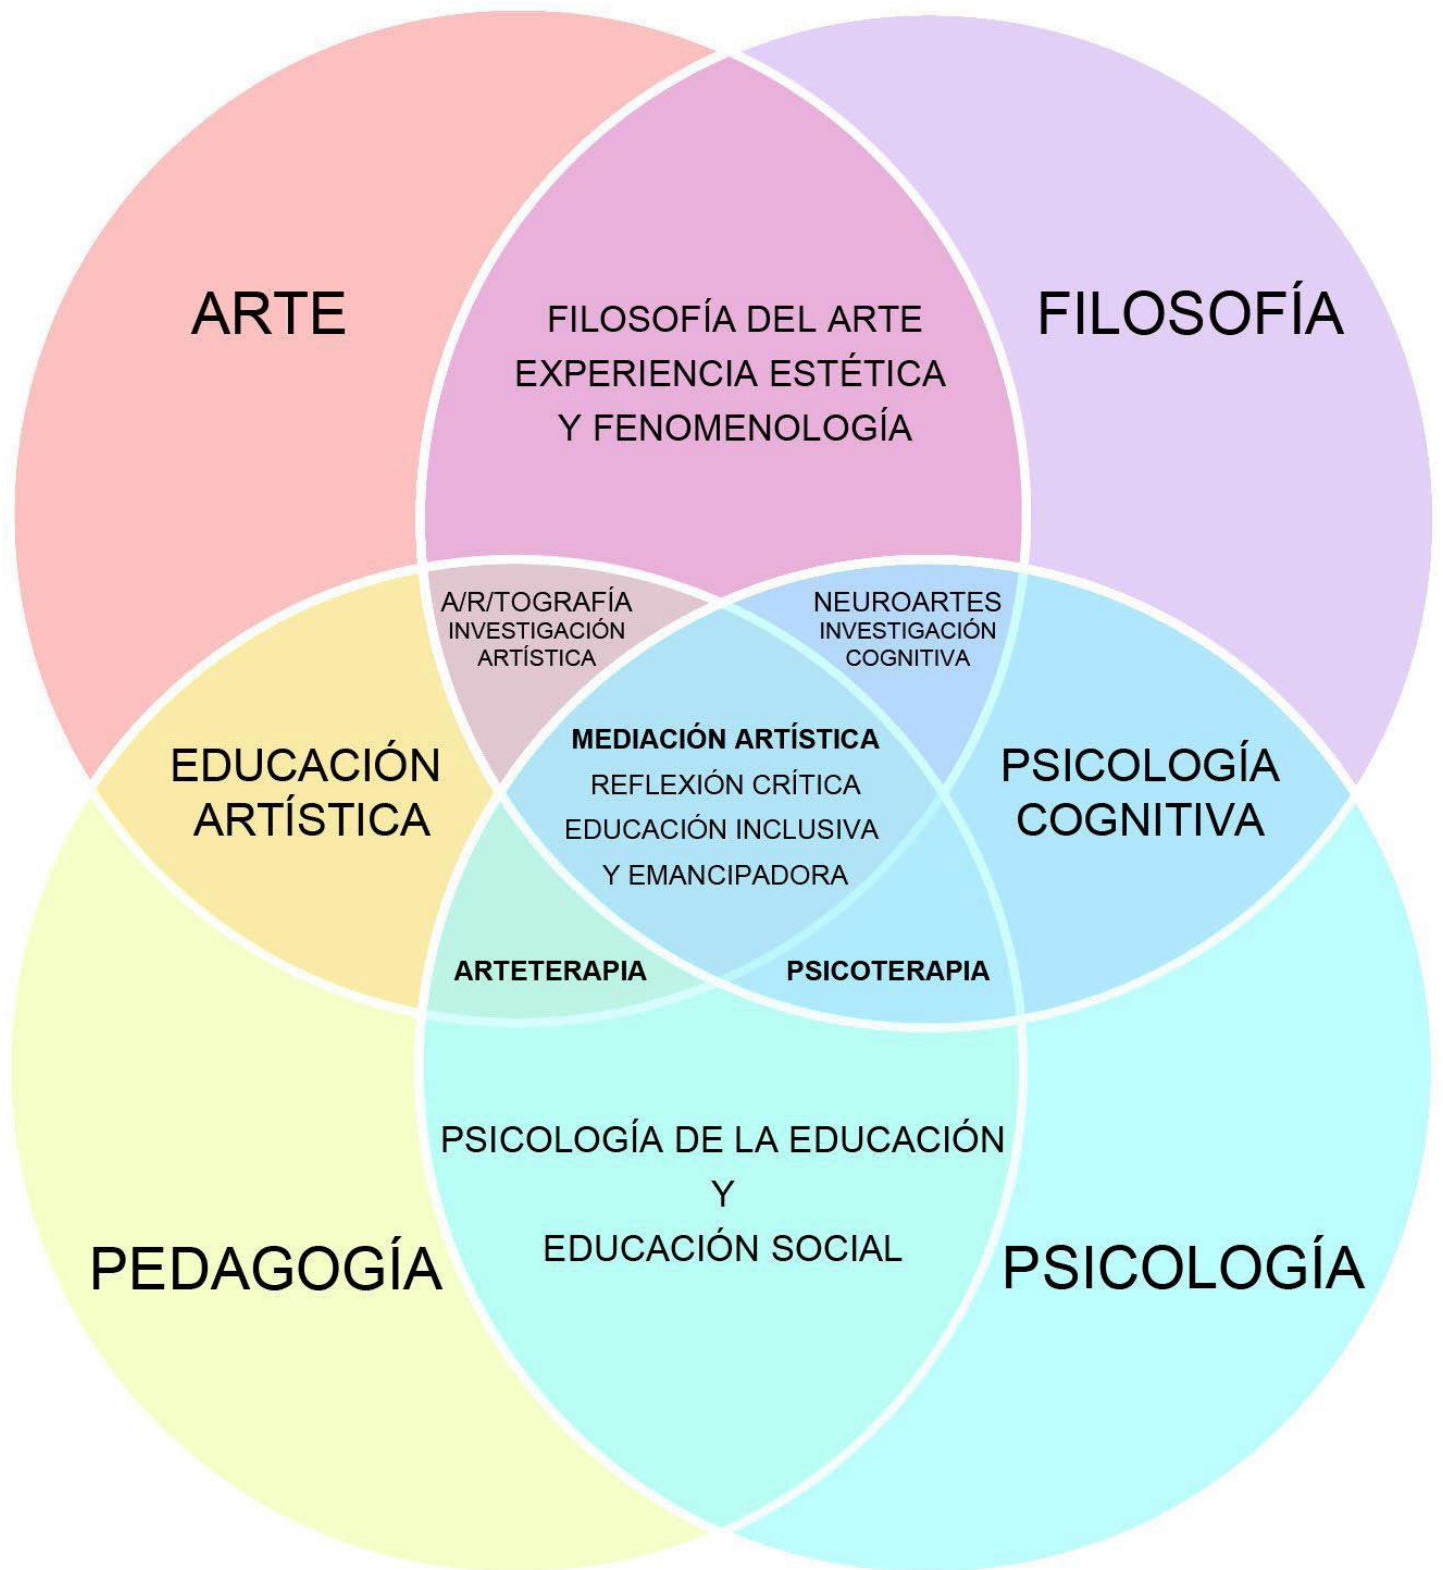 ARTE
FILOSOFÍA DEL ARTE
EXPERIENCIA ESTÉTICA
Y FENOMENOLOGÍA
FILOSOFÍA
A/R/TOGRAFÍA
INVESTIGACIÓN
ARTÍSTICA
NEUROARTES
INVESTIGACIÓN
COGNITIVA
EDUCACIÓN
ARTÍSTICA
MEDIACIÓN ARTÍSTICA
REFLEXIÓN CRÍTICA
EDUCACIÓN INCLUSIVA
Y EMANCIPADORA
PSICOLOGÍA
COGNITIVA
ARTETERAPIA
PSICOTERAPIA
PSICOLOGÍA DE LA EDUCACIÓN
Y
EDUCACIÓN SOCIAL
PEDAGOGÍA
PSICOLOGÍA